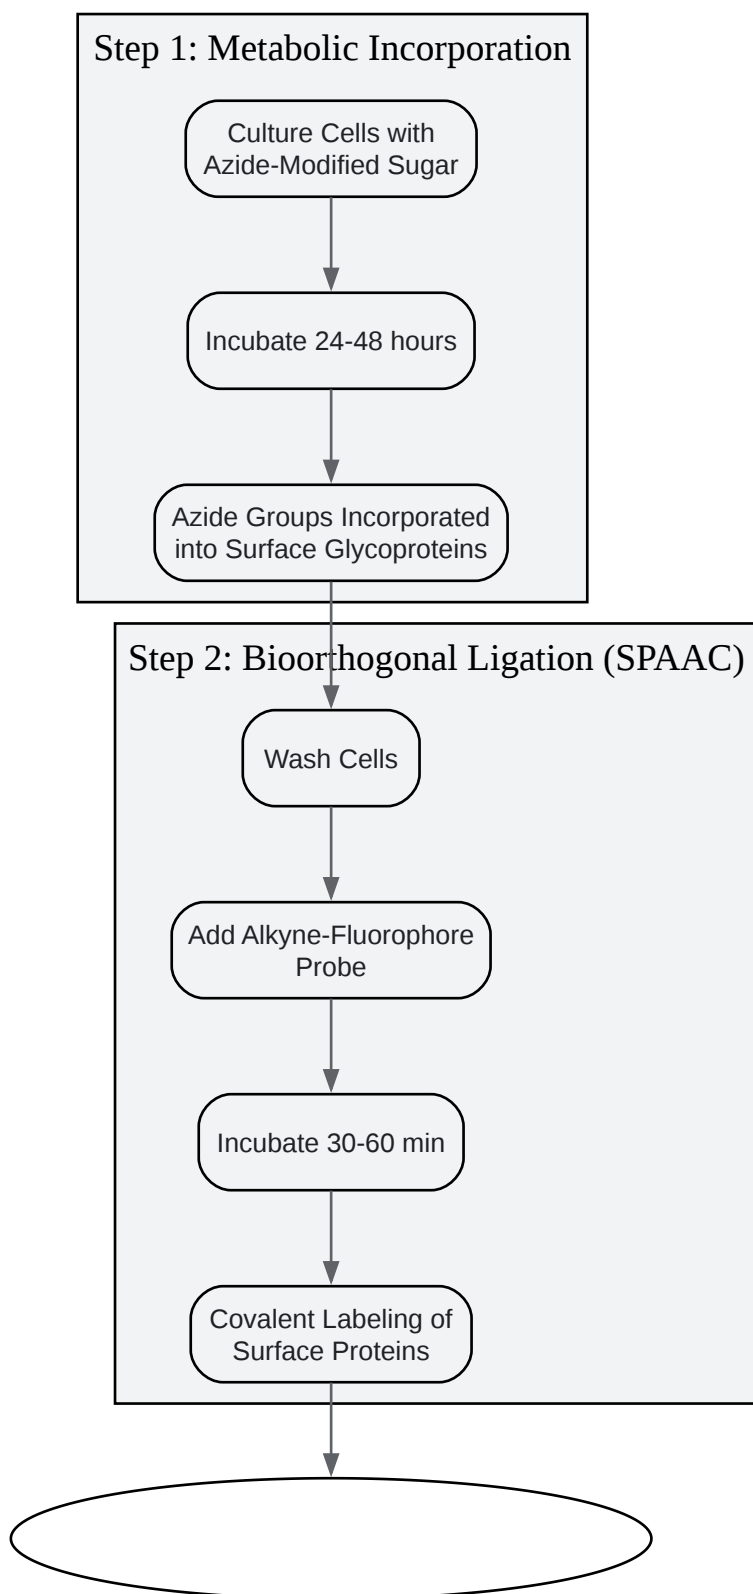 Step 1: Metabolic Incorporation
Culture Cells with
Azide-Modified Sugar
Incubate 24-48 hours
Azide Groups Incorporated
into Surface Glycoproteins
Step 2: Bioorthogonal Ligation (SPAAC)
Wash Cells
Add Alkyne-Fluorophore
Probe
Incubate 30-60 min
Covalent Labeling of
Surface Proteins